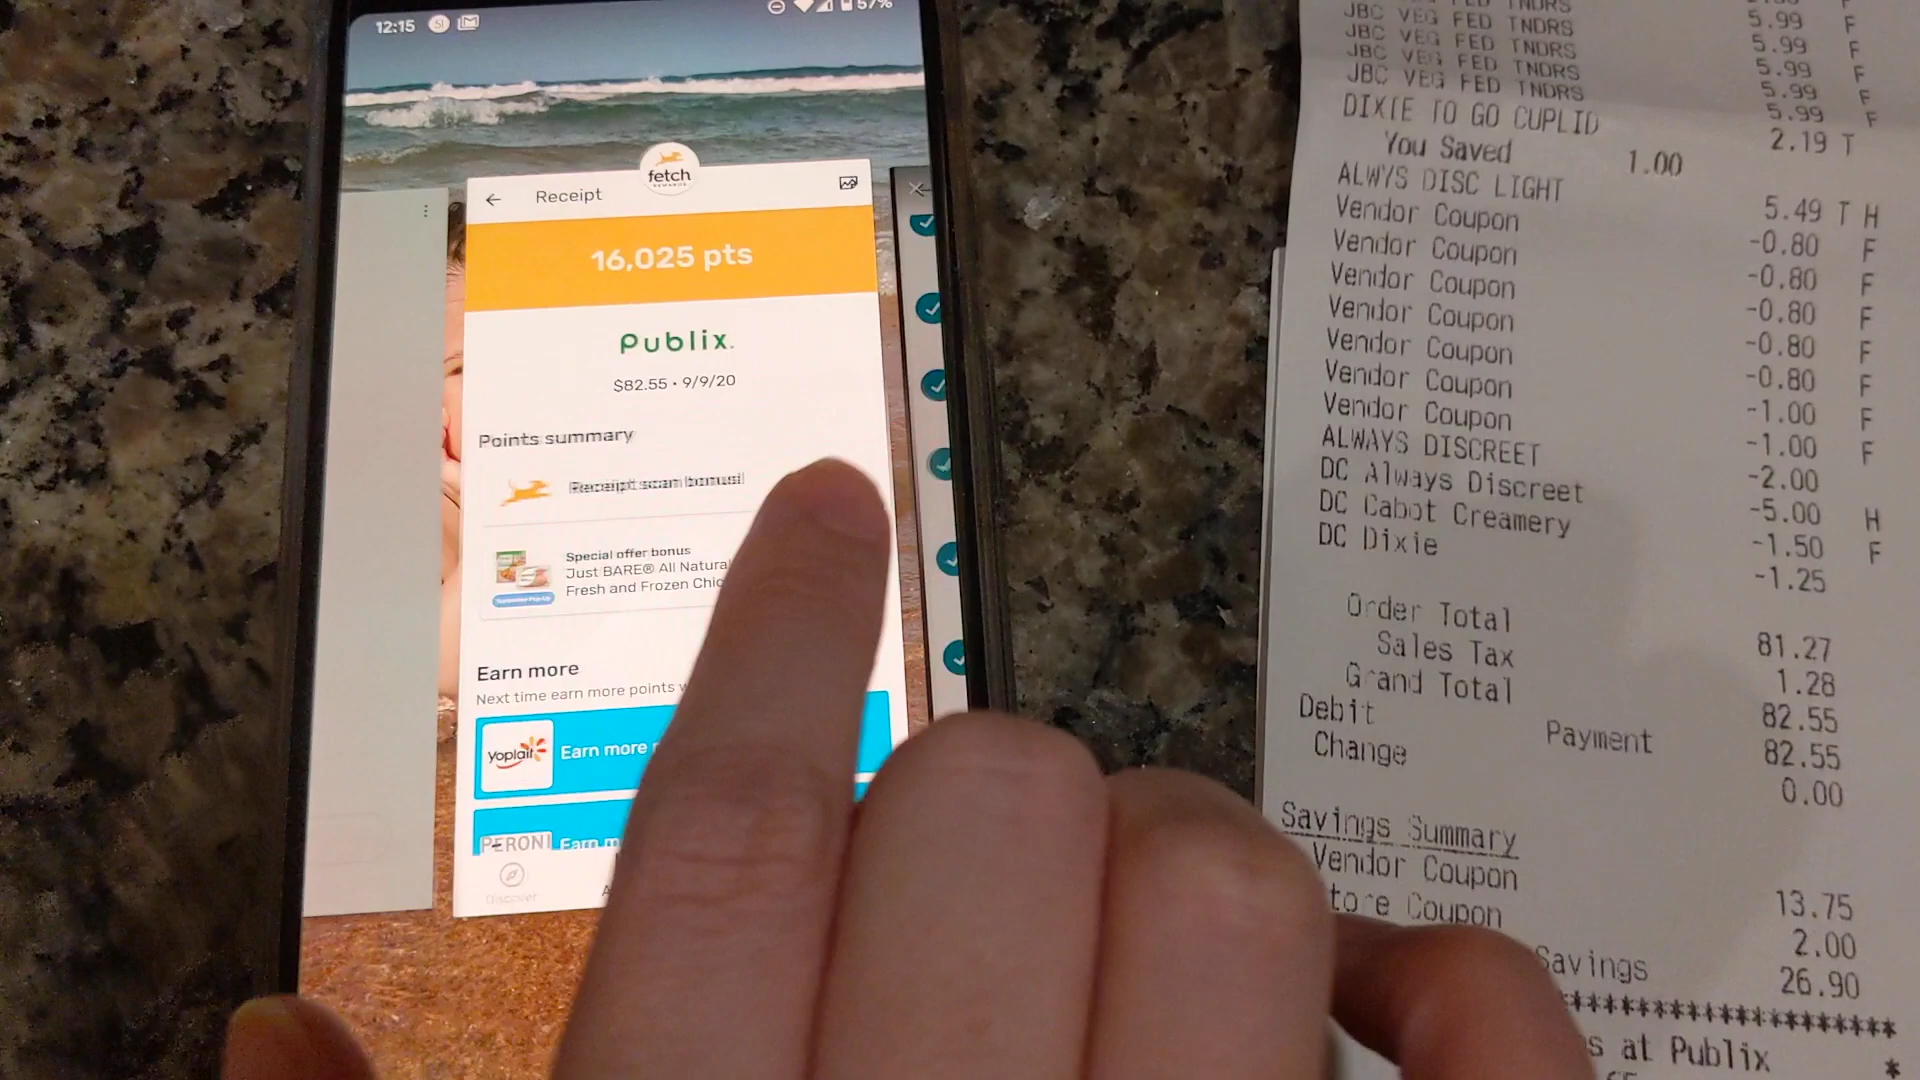 12:15
57%
fetch
REWARDS
Receipt
16,025 pts
Publix.
$82.55 • 9/9/20
Points summary
Receipt scan bonus!
Special offer bonus
Just BARE® All Natural
Fresh and Frozen
Earn more
Next time earn more points
yoplait
Earn more
PERONI
Earn
Discover
JBC VEG FED TNDRS 5.99 F
JBC VEG FED TNDRS 5.99 F
JBC VEG FED TNDRS 5.99 F
JBC VEG FED TNDRS 5.99 F
JBC VEG FED TNDRS 5.99 F
DIXIE TO GO CUPLID 2.19 T
You Saved 1.00
ALWYS DISC LIGHT 5.49 T H
Vendor Coupon -0.80 F
Vendor Coupon -0.80 F
Vendor Coupon -0.80 F
Vendor Coupon -0.80 F
Vendor Coupon -0.80 F
Vendor Coupon -1.00 F
Vendor Coupon -1.00 F
ALWAYS DISCREET -2.00
DC Always Discreet -5.00 H
DC Cabot Creamery -1.50 F
DC Dixie -1.25
Order Total 81.27
Sales Tax 1.28
Grand Total 82.55
Debit Payment 82.55
Change 0.00
Savings Summary
Vendor Coupon 13.75
tore Coupon 2.00
Savings 26.90
********************
s at Publix *